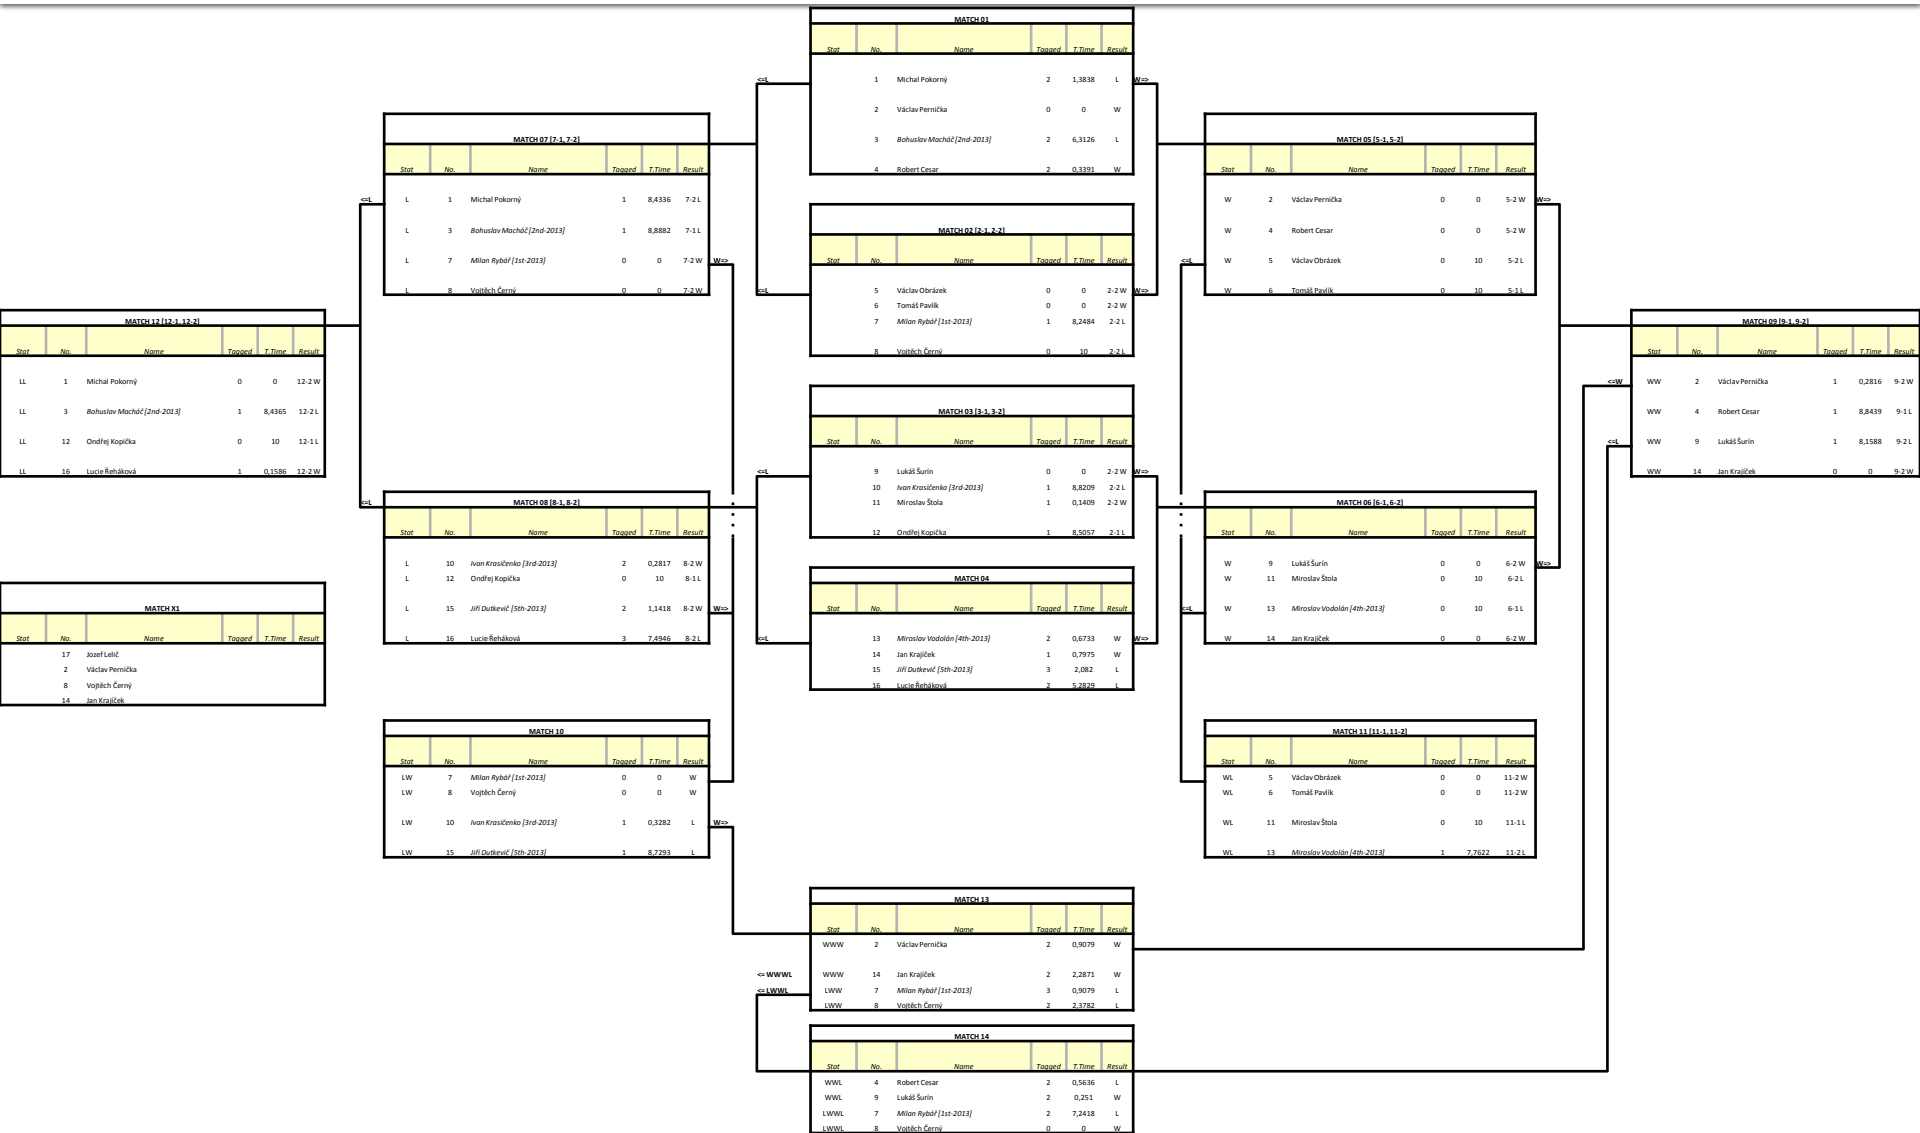 MATCH 01
Stat No. Name Tagged T.Time Result
1 Michal Pokorný 2 1,3838 L
2 Václav Pernička 0 0 W
3 Bohuslav Macháč [2nd-2013] 2 6,3126 L
4 Robert Cesar 2 0,3391 W
<=L
W=>
MATCH 02 [2-1, 2-2]
Stat No. Name Tagged T.Time Result
5 Václav Obrázek 0 0 2-2 W
6 Tomáš Pavlík 0 0 2-2 W
7 Milan Rybář [1st-2013] 1 8,2484 2-2 L
8 Vojtěch Černý 0 10 2-2 L
<=L
W=>
MATCH 03 [3-1, 3-2]
Stat No. Name Tagged T.Time Result
9 Lukáš Šurín 0 0 2-2 W
10 Ivan Krasičenko [3rd-2013] 1 8,8209 2-2 L
11 Miroslav Štola 1 0,1409 2-2 W
12 Ondřej Kopička 1 8,5057 2-1 L
<=L
W=>
MATCH 04
Stat No. Name Tagged T.Time Result
13 Miroslav Vodolán [4th-2013] 2 0,6733 W
14 Jan Krajíček 1 0,7975 W
15 Jiří Dutkevič [5th-2013] 3 2,082 L
16 Lucie Řeháková 2 5,2829 L
<=L
W=>
MATCH 07 [7-1, 7-2]
Stat No. Name Tagged T.Time Result
L 1 Michal Pokorný 1 8,4336 7-2 L
L 3 Bohuslav Macháč [2nd-2013] 1 8,8882 7-1 L
L 7 Milan Rybář [1st-2013] 0 0 7-2 W
L 8 Vojtěch Černý 0 0 7-2 W
<=L
W=>
MATCH 05 [5-1, 5-2]
Stat No. Name Tagged T.Time Result
W 2 Václav Pernička 0 0 5-2 W
W 4 Robert Cesar 0 0 5-2 W
W 5 Václav Obrázek 0 10 5-2 L
W 6 Tomáš Pavlík 0 10 5-1 L
<=L
W=>
MATCH 12 [12-1, 12-2]
Stat No. Name Tagged T.Time Result
LL 1 Michal Pokorný 0 0 12-2 W
LL 3 Bohuslav Macháč [2nd-2013] 1 8,4365 12-2 L
LL 12 Ondřej Kopička 0 10 12-1 L
LL 16 Lucie Řeháková 1 0,1586 12-2 W
MATCH 09 [9-1, 9-2]
Stat No. Name Tagged T.Time Result
WW 2 Václav Pernička 1 0,2816 9-2 W
WW 4 Robert Cesar 1 8,8439 9-1 L
WW 9 Lukáš Šurín 1 8,1588 9-2 L
WW 14 Jan Krajíček 0 0 9-2 W
<=W
<=L
MATCH 08 [8-1, 8-2]
Stat No. Name Tagged T.Time Result
L 10 Ivan Krasičenko [3rd-2013] 2 0,2817 8-2 W
L 12 Ondřej Kopička 0 10 8-1 L
L 15 Jiří Dutkevič [5th-2013] 2 1,1418 8-2 W
L 16 Lucie Řeháková 3 7,4946 8-2 L
<=L
W=>
MATCH 06 [6-1, 6-2]
Stat No. Name Tagged T.Time Result
W 9 Lukáš Šurín 0 0 6-2 W
W 11 Miroslav Štola 0 10 6-2 L
W 13 Miroslav Vodolán [4th-2013] 0 10 6-1 L
W 14 Jan Krajíček 0 0 6-2 W
<=L
W=>
MATCH X1
Stat No. Name Tagged T.Time Result
17 Jozef Lelič
2 Václav Pernička
8 Vojtěch Černý
14 Jan Krajíček
MATCH 10
Stat No. Name Tagged T.Time Result
LW 7 Milan Rybář [1st-2013] 0 0 W
LW 8 Vojtěch Černý 0 0 W
LW 10 Ivan Krasičenko [3rd-2013] 1 0,3282 L
LW 15 Jiří Dutkevič [5th-2013] 1 8,7293 L
W=>
MATCH 11 [11-1, 11-2]
Stat No. Name Tagged T.Time Result
WL 5 Václav Obrázek 0 0 11-2 W
WL 6 Tomáš Pavlík 0 0 11-2 W
WL 11 Miroslav Štola 0 10 11-1 L
WL 13 Miroslav Vodolán [4th-2013] 1 7,7622 11-2 L
MATCH 13
Stat No. Name Tagged T.Time Result
WWW 2 Václav Pernička 2 0,9079 W
WWW 14 Jan Krajíček 2 2,2871 W
LWW 7 Milan Rybář [1st-2013] 3 0,9079 L
LWW 8 Vojtěch Černý 2 2,3782 L
<= WWWL
<= LWWL
MATCH 14
Stat No. Name Tagged T.Time Result
WWL 4 Robert Cesar 2 0,5636 L
WWL 9 Lukáš Šurín 2 0,251 W
LWWL 7 Milan Rybář [1st-2013] 2 7,2418 L
LWWL 8 Vojtěch Černý 0 0 W